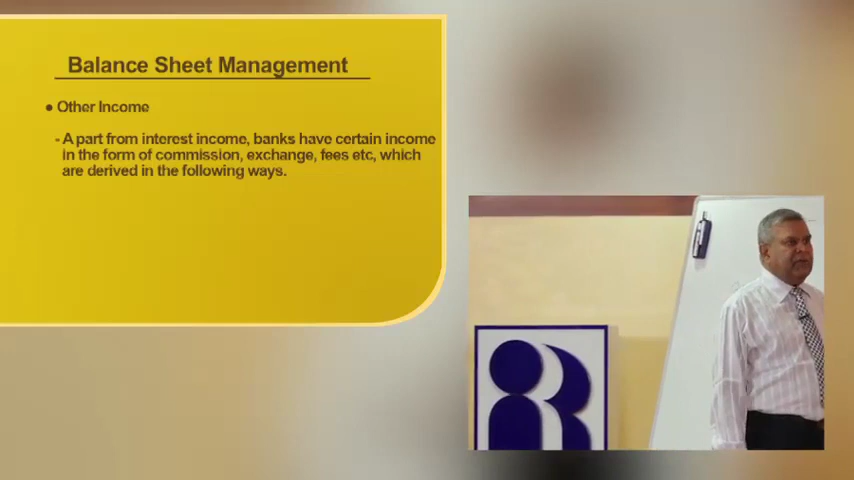 Balance Sheet Management
● Other Income
- A part from interest income, banks have certain income
in the form of commission, exchange, fees etc, which
are derived in the following ways.